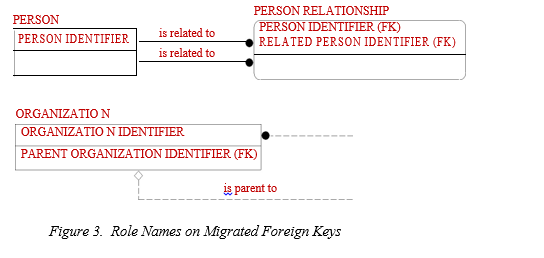 PERSON
PERSON IDENTIFIER
is related to
is related to
PERSON RELATIONSHIP
PERSON IDENTIFIER (FK)
RELATED PERSON IDENTIFIER (FK)
ORGANIZATIO N
ORGANIZATIO N IDENTIFIER
PARENT ORGANIZATION IDENTIFIER (FK)
is parent to
Figure 3. Role Names on Migrated Foreign Keys